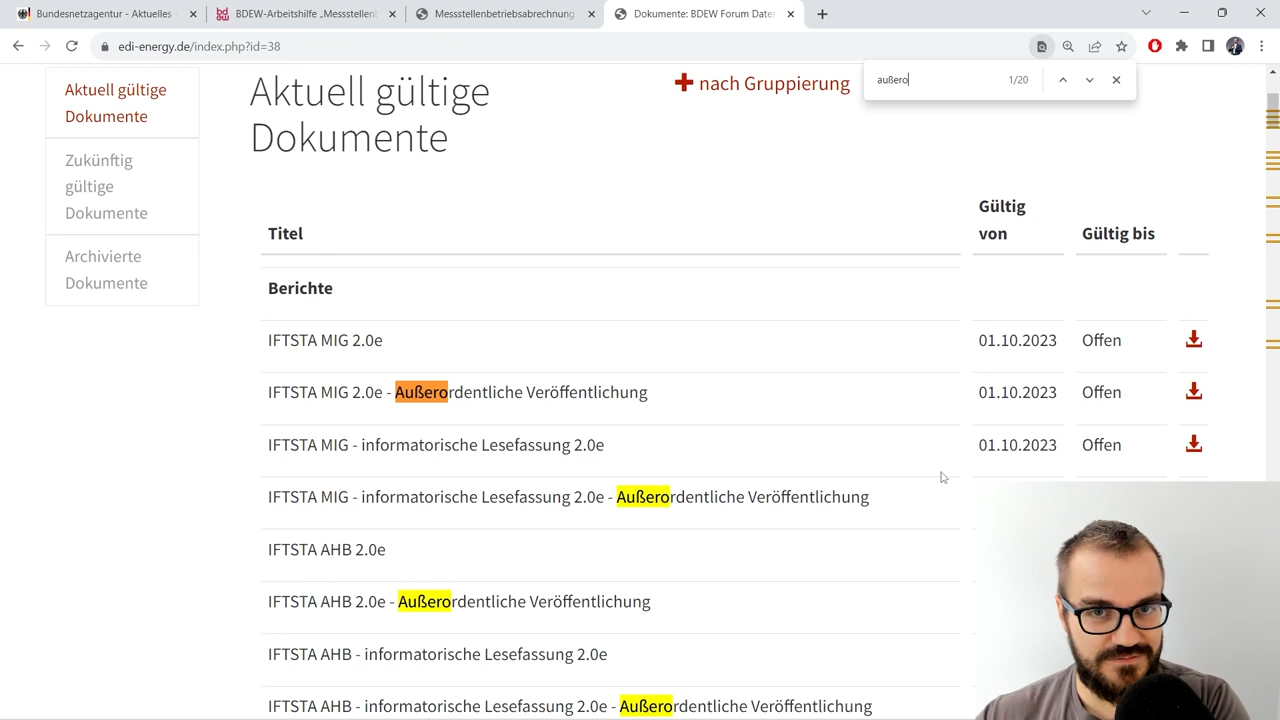 Bundesnetzagentur - Aktuelles -
BDEW-Arbeitshilfe „Messstellenb
Messstellenbetriebsabrechnung
Dokumente: BDEW Forum Daten
edi-energy.de/index.php?id=38
außero
1/20
Aktuell gültige
Dokumente
Zukünftig
gültige
Dokumente
Archivierte
Dokumente
Aktuell gültige
Dokumente
nach Gruppierung
Titel
Gültig
von
Gültig bis
Berichte
IFTSTA MIG 2.0e 01.10.2023 Offen
IFTSTA MIG 2.0e - Außerordentliche Veröffentlichung 01.10.2023 Offen
IFTSTA MIG - informatorische Lesefassung 2.0e 01.10.2023 Offen
IFTSTA MIG - informatorische Lesefassung 2.0e - Außerordentliche Veröffentlichung
IFTSTA AHB 2.0e
IFTSTA AHB 2.0e - Außerordentliche Veröffentlichung
IFTSTA AHB - informatorische Lesefassung 2.0e
IFTSTA AHB - informatorische Lesefassung 2.0e - Außerordentliche Veröffentlichung